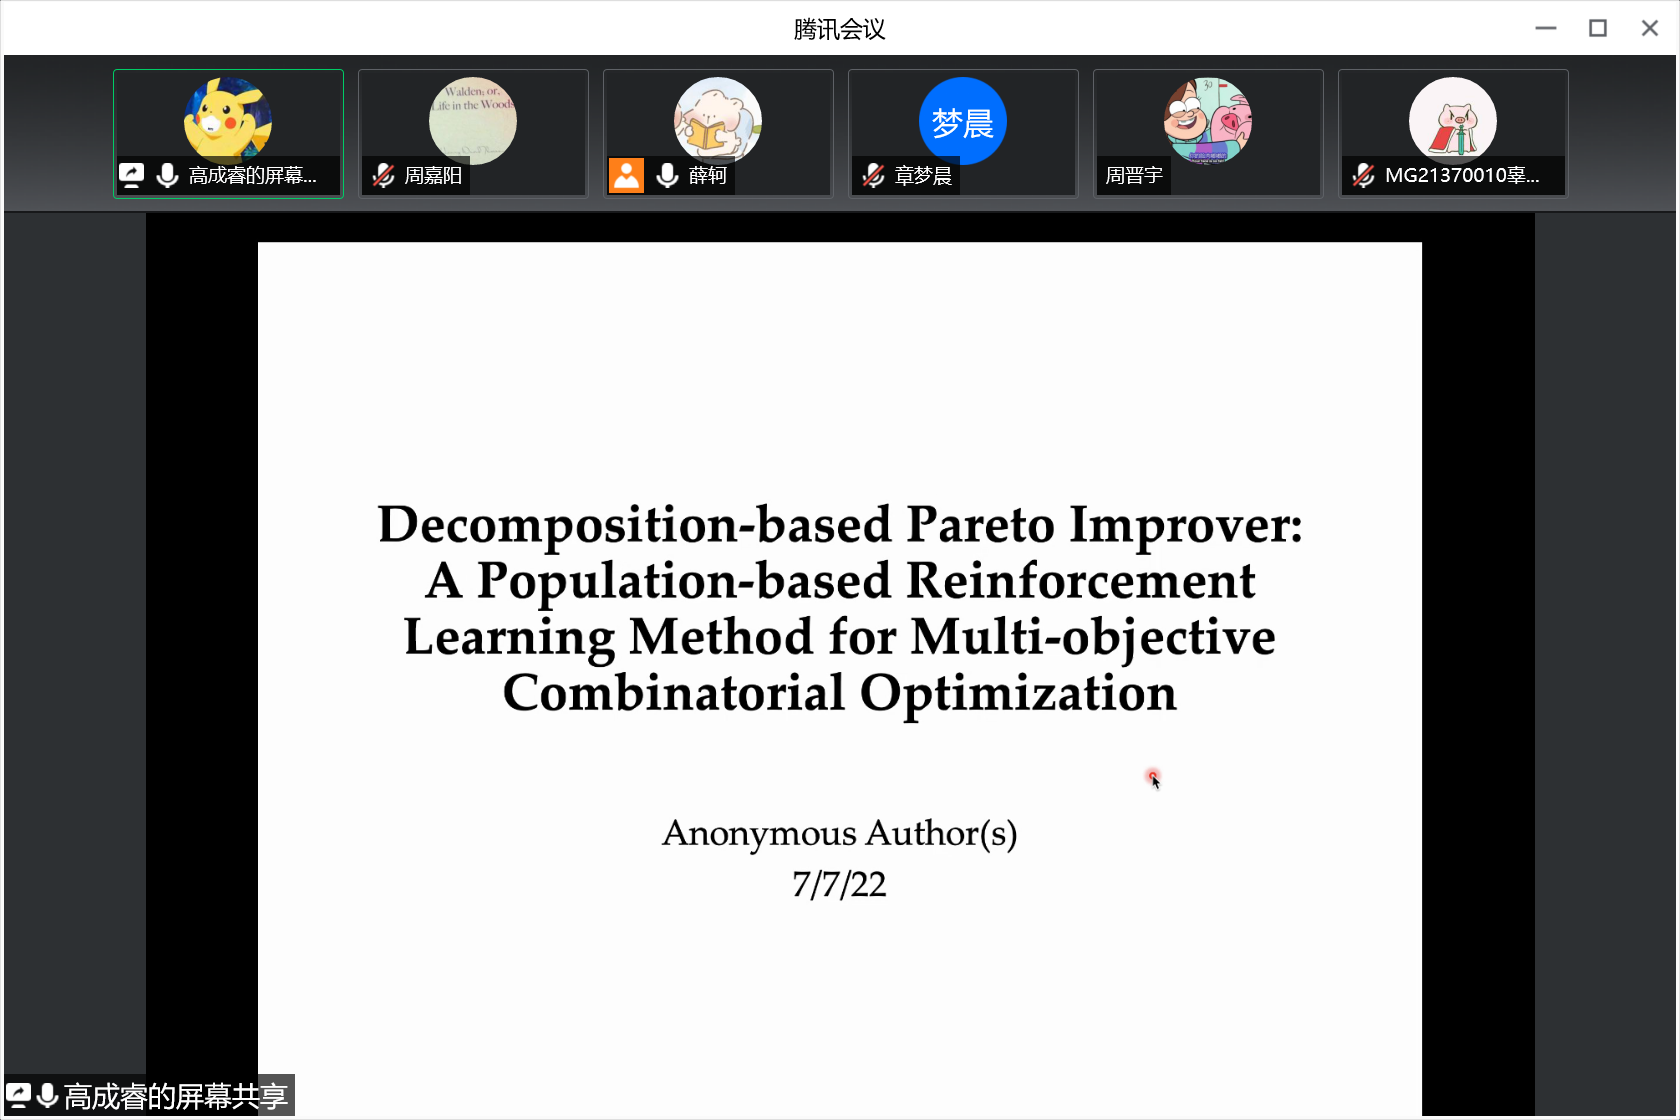 腾讯会议
Walden; or,
Life in the Woods
梦晨
30
高成睿的屏幕...
周嘉阳
薛轲
章梦晨
周晋宇
MG21370010辜...
Decomposition-based Pareto Improver:
A Population-based Reinforcement
Learning Method for Multi-objective
Combinatorial Optimization
Anonymous Author(s)
7/7/22
高成睿的屏幕共享